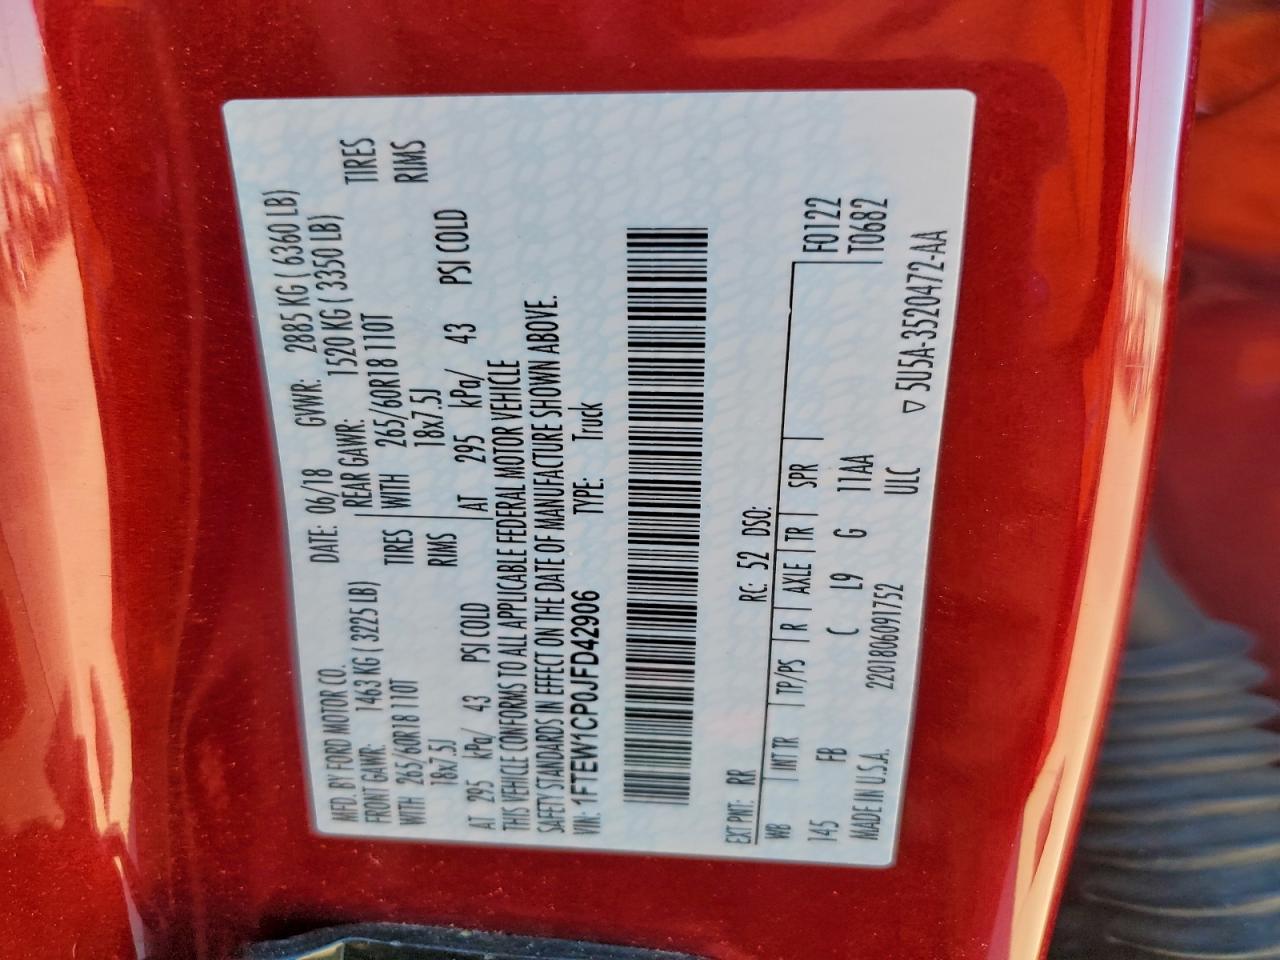 MFD. BY FORD MOTOR CO.
DATE: 06/18 GVWR: 2885 KG ( 6360 LB)
FRONT GAWR: 1463 KG ( 3225 LB) REAR GAWR: 1520 KG ( 3350 LB)
WITH 265/60R18 110T TIRES WITH 265/60R18 110T TIRES
18x7.5J RIMS 18x7.5J RIMS
AT 295 kPa/ 43 PSI COLD AT 295 kPa/ 43 PSI COLD
THIS VEHICLE CONFORMS TO ALL APPLICABLE FEDERAL MOTOR VEHICLE
SAFETY STANDARDS IN EFFECT ON THE DATE OF MANUFACTURE SHOWN ABOVE.
VIN: 1FTEW1CP0JFD42906 TYPE: Truck
EXT PNT: RR RC: 52 DSO:
WB INT TR TP/PS R AXLE TR SPR F0122
145 FB C L9 G 11AA T0682
ULC
MADE IN U.S.A. 2201806091752 ▽ 5U5A-3520472-AA